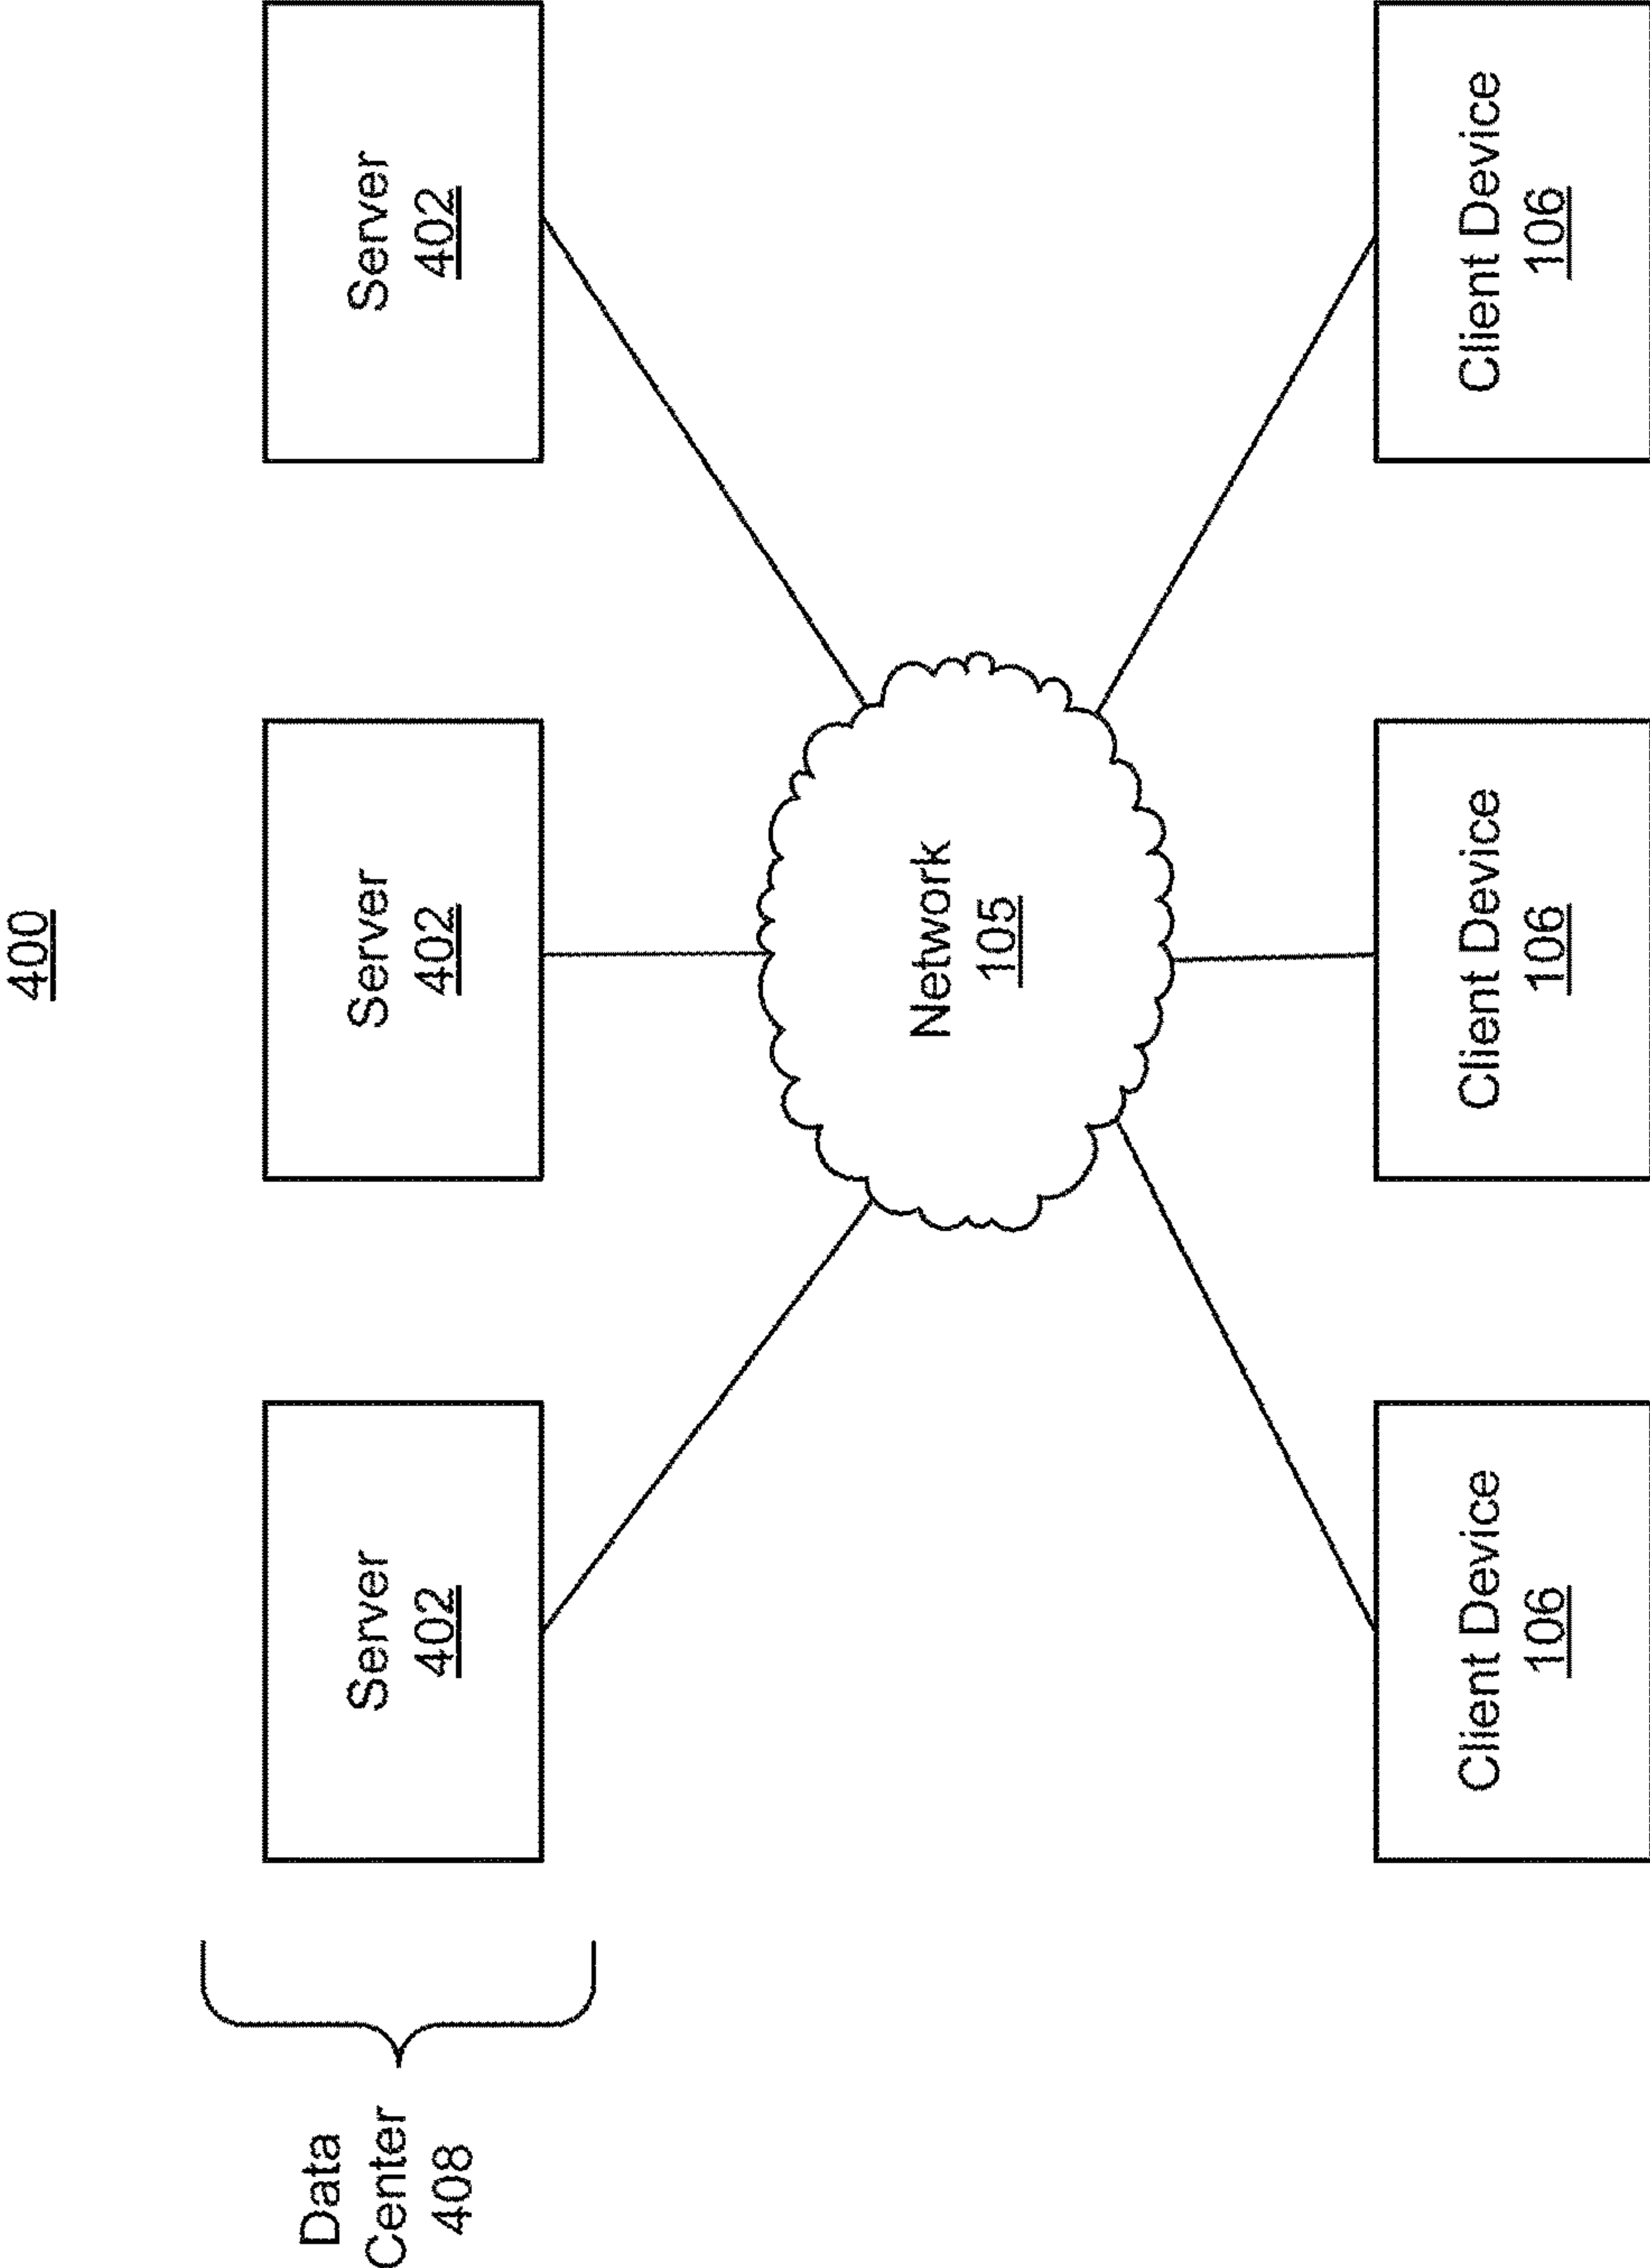 400
Data
Center
408
Server
402
Server
402
Server
402
Network
105
Client Device
106
Client Device
106
Client Device
106